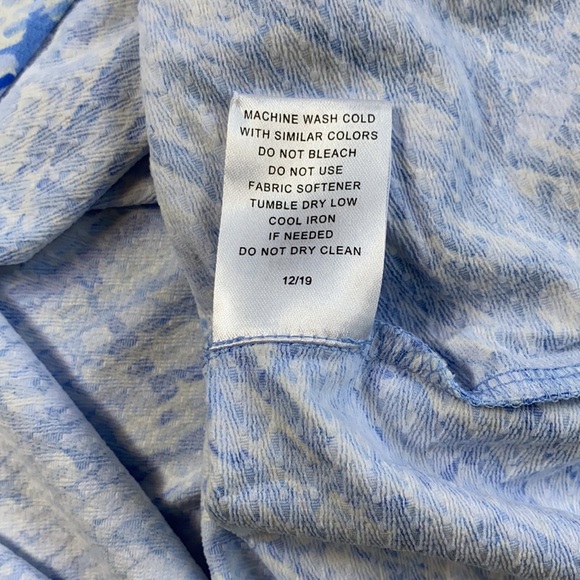 MACHINE WASH COLD
WITH SIMILAR COLORS
DO NOT BLEACH
DO NOT USE
FABRIC SOFTENER
TUMBLE DRY LOW
COOL IRON
IF NEEDED
DO NOT DRY CLEAN
12/19